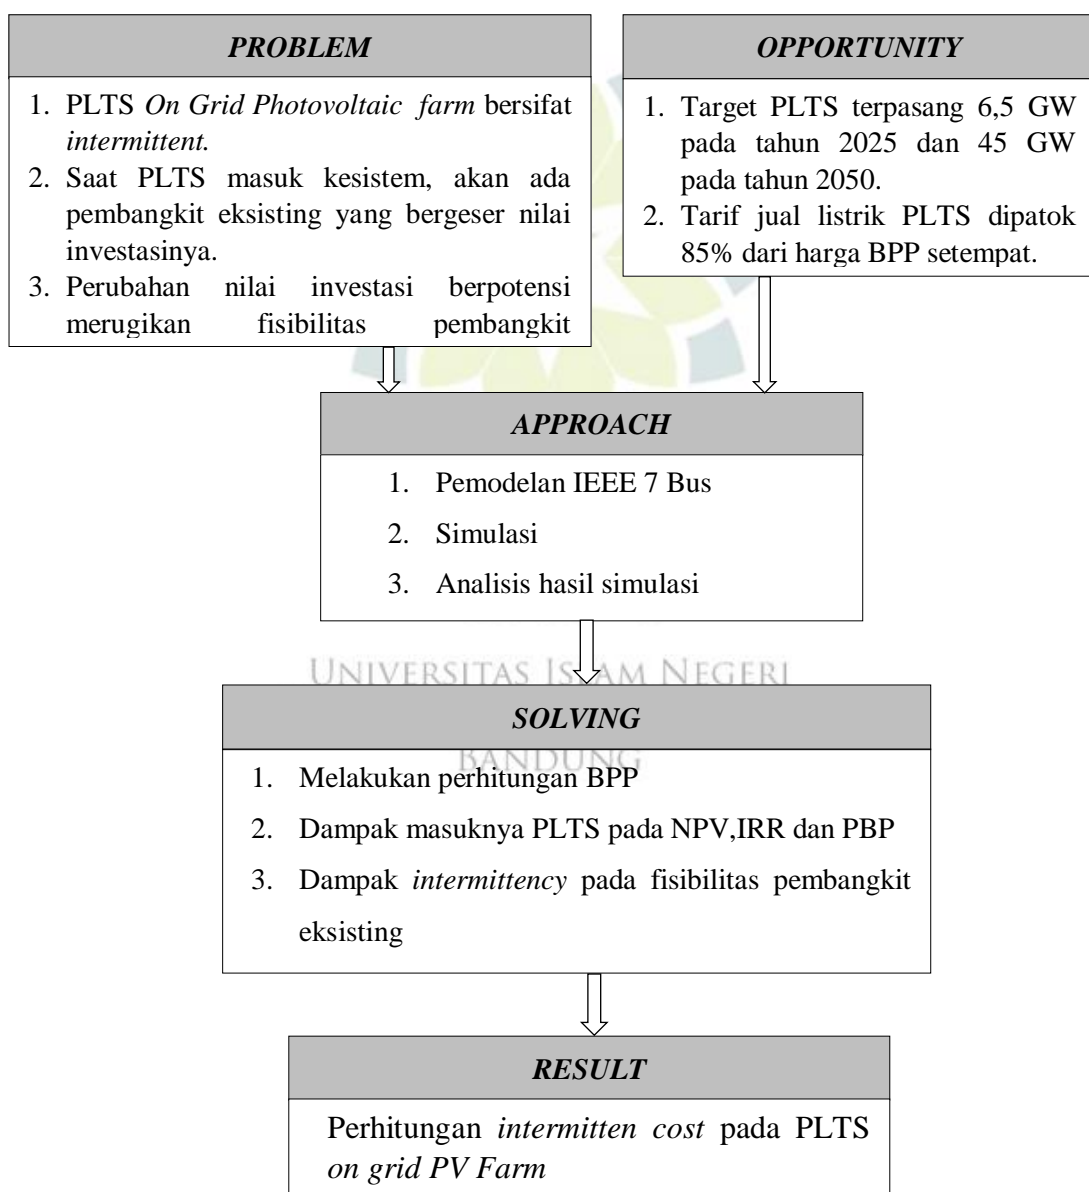 PROBLEM
1. PLTS On Grid Photovoltaic farm bersifat
intermittent.
2. Saat PLTS masuk kesistem, akan ada
pembangkit eksisting yang bergeser nilai
investasinya.
3. Perubahan nilai investasi berpotensi
merugikan fisibilitas pembangkit
OPPORTUNITY
1. Target PLTS terpasang 6,5 GW
pada tahun 2025 dan 45 GW
pada tahun 2050.
2. Tarif jual listrik PLTS dipatok
85% dari harga BPP setempat.
APPROACH
1. Pemodelan IEEE 7 Bus
2. Simulasi
3. Analisis hasil simulasi
UNIVERSITAS ISLAM NEGERI
SOLVING
BANDUNG
1. Melakukan perhitungan BPP
2. Dampak masuknya PLTS pada NPV,IRR dan PBP
3. Dampak intermittency pada fisibilitas pembangkit
eksisting
RESULT
Perhitungan intermitten cost pada PLTS
on grid PV Farm